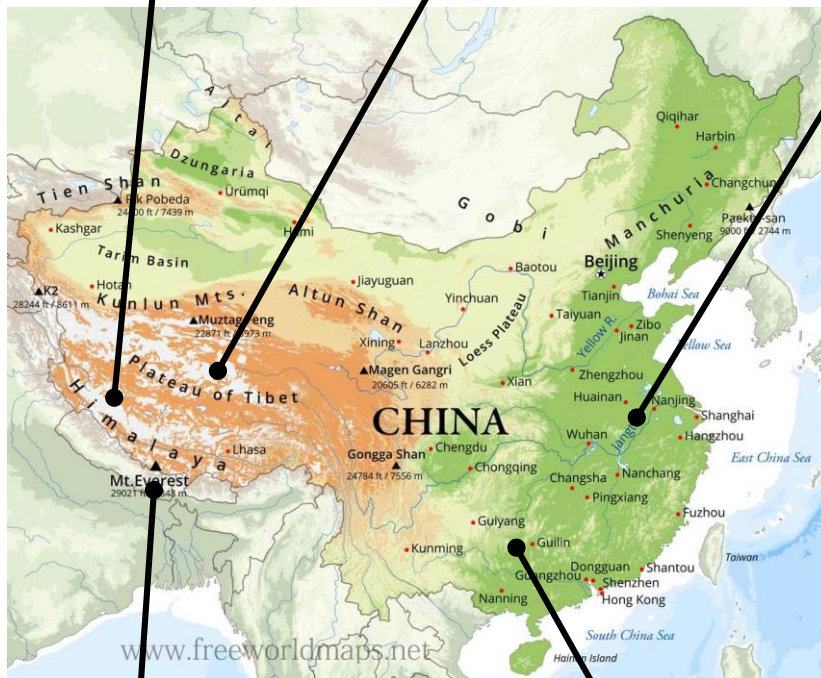 Altai
Qiqihar
Harbin
Dzungaria
Tien Shan
Pik Pobeda
24400 ft / 7439 m
Ürümqi
Changchun
Manchuria
Gobi
9000 ft / 2744 m
Kashgar
Hami
Shenyeng
Tarim Basin
Beijing
Baotou
Hotan
K2
28244 ft / 8611 m
Kunlun Mts.
Altun Shan
Jiayuguan
Yinchuan
Tianjin
Bohai Sea
Muztag Feng
22871 ft / 6973 m
Loess Plateau
Taiyuan
Yellow R.
Zibo
Jinan
Xining
Lanzhou
Yellow Sea
Magen Gangri
20605 ft / 6282 m
Plateau of Tibet
Xian
Zhengzhou
Huainan
Nanjing
Himalaya
CHINA
Shanghai
Wuhan
Hangzhou
Lhasa
Gongga Shan
24784 ft / 7556 m
Chengdu
Chongqing
East China Sea
Mt.Everest
Changsha
Nanchang
Pingxiang
Guiyang
Fuzhou
Kunming
Guilin
Taiwan
Dongguan
Shantou
Guangzhou
Shenzhen
Nanning
Hong Kong
South China Sea
www.freeworldmaps.net
Hainan Island